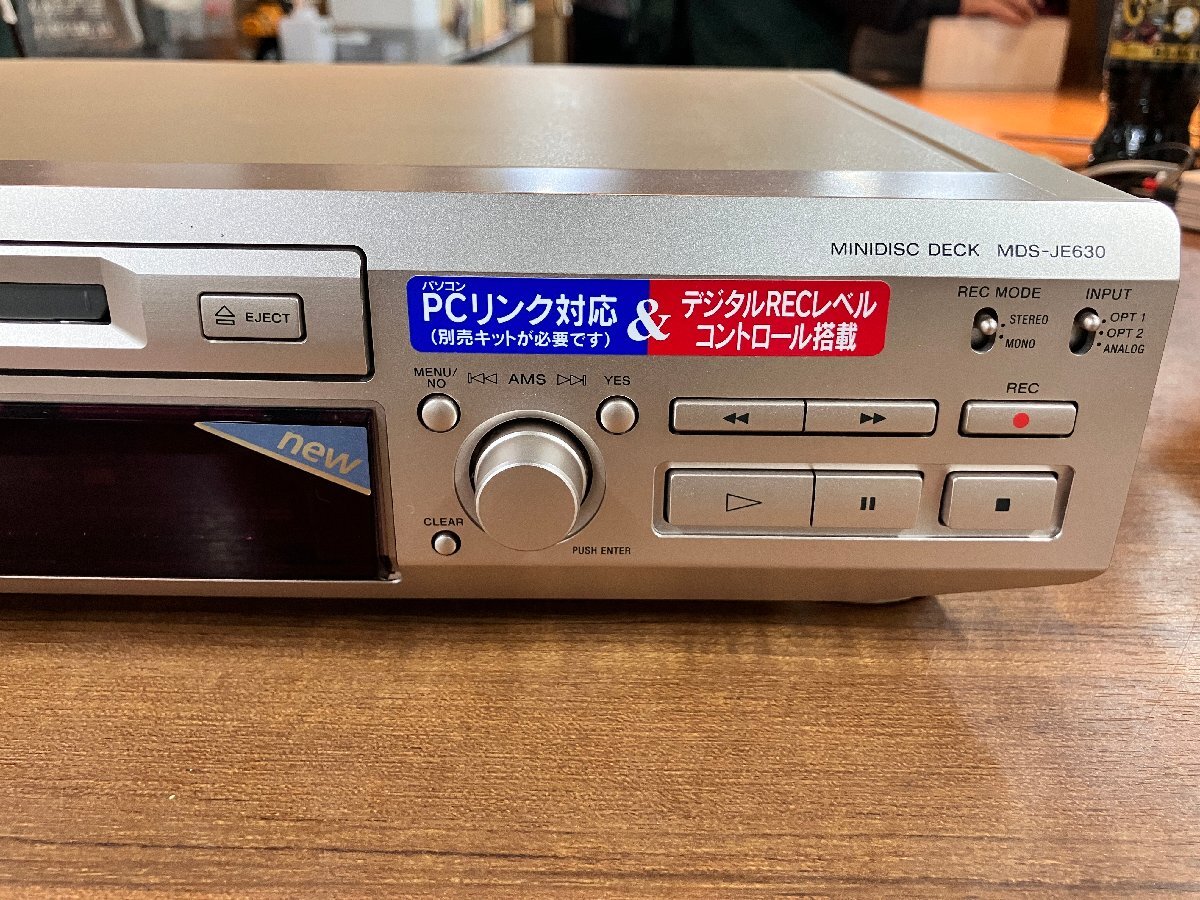 MINIDISC DECK MDS-JE630
EJECT
パソコン
PCリンク対応
(別売キットが必要です)
&
デジタルRECレベル
コントロール搭載
REC MODE
STEREO
MONO
INPUT
OPT 1
OPT 2
ANALOG
MENU/
NO
AMS
YES
REC
new
CLEAR
PUSH ENTER